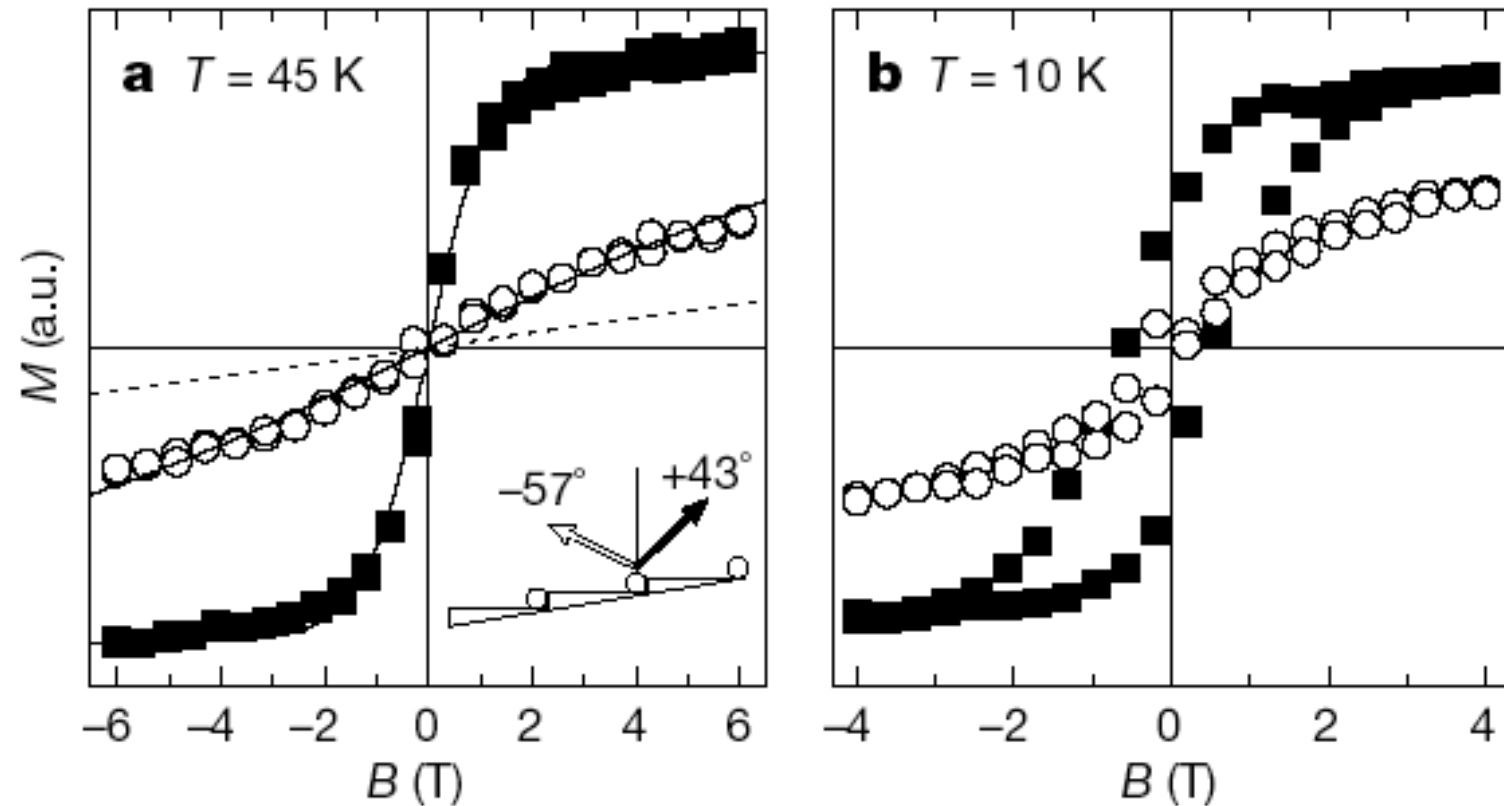 a T = 45 K
b T = 10 K
M (a.u.)
–57°
+43°
–6 –4 –2 0 2 4 6
–4 –2 0 2 4
B (T)
B (T)